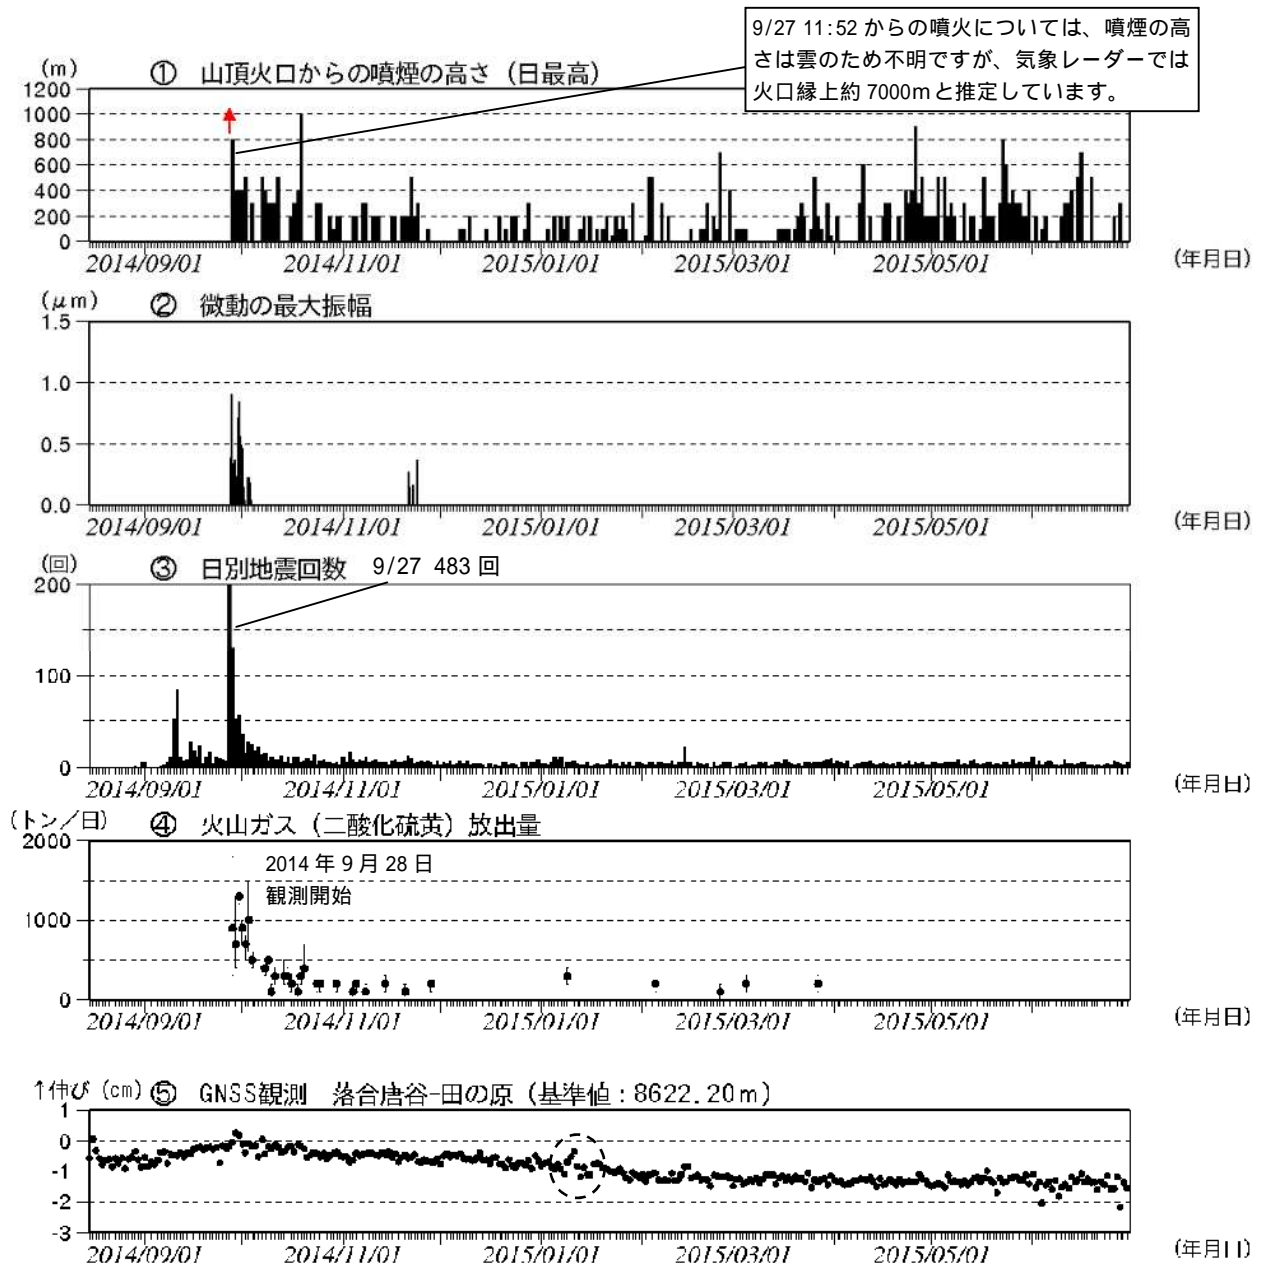 9/27 11:52 からの噴火については、噴煙の高
さは雲のため不明ですが、気象レーダーでは
火口縁上約 7000mと推定しています。
(m) ① 山頂火口からの噴煙の高さ（日最高）
1200
1000
800
600
400
200
0
2014/09/01 2014/11/01 2015/01/01 2015/03/01 2015/05/01 (年月日)
(μm) ② 微動の最大振幅
1.5
1.0
0.5
0.0
2014/09/01 2014/11/01 2015/01/01 2015/03/01 2015/05/01 (年月日)
(回) ③ 日別地震回数 9/27 483 回
200
100
0
2014/09/01 2014/11/01 2015/01/01 2015/03/01 2015/05/01 (年月日)
(トン／日) ④ 火山ガス（二酸化硫黄）放出量
2000
2014 年 9 月 28 日
観測開始
1000
0
2014/09/01 2014/11/01 2015/01/01 2015/03/01 2015/05/01 (年月日)
↑伸び (cm) ⑤ GNSS観測 落合唐谷-田の原（基準値：8622.20m）
1
0
-1
-2
-3
2014/09/01 2014/11/01 2015/01/01 2015/03/01 2015/05/01 (年月日)